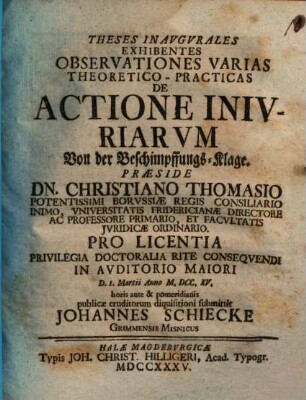 THESES INAVGVRALES
EXHIBENTES
OBSERVATIONES VARIAS
THEORETICO-PRACTICAS
DE
ACTIONE INIV-
RIARVM
Von der Beschimpffungs-Klage.
PRÆSIDE
DN. CHRISTIANO THOMASIO
POTENTISSIMI BORVSSIÆ REGIS CONSILIARIO
INIMO, VNIVERSITATIS FRIDERICIANÆ DIRECTORE
AC PROFESSORE PRIMARIO, ET FACVLTATIS
JVRIDICÆ ORDINARIO.
PRO LICENTIA
PRIVILEGIA DOCTORALIA RITE CONSEQVENDI
IN AVDITORIO MAIORI
D. 1. Martii Anno M, DCC, XV,
horis ante & pomeridianis
publicæ eruditorum disquisitioni submittit
JOHANNES SCHIECKE
GRIMMENSIS MISNICUS
HALÆ MAGDEBVRGICÆ
Typis JOH. CHRIST. HILLIGERI, Acad. Typogr.
MDCCXXXV.